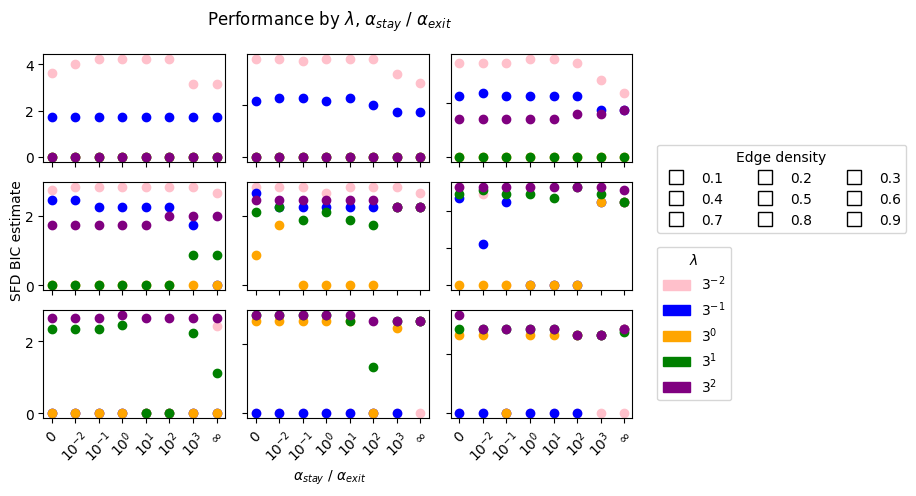 Performance by λ, α_stay / α_exit
4
2
0
SFD BIC estimate
2
0
2
0
0 10^-2 10^-1 10^0 10^1 10^2 10^3 ∞
0 10^-2 10^-1 10^0 10^1 10^2 10^3 ∞
0 10^-2 10^-1 10^0 10^1 10^2 10^3 ∞
α_stay / α_exit
Edge density
0.1 0.2 0.3
0.4 0.5 0.6
0.7 0.8 0.9
λ
3^-2
3^-1
3^0
3^1
3^2